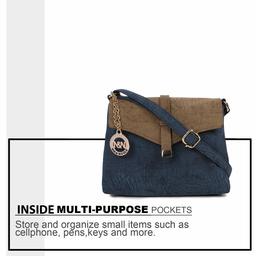 INSIDE MULTI-PURPOSE POCKETS
Store and organize small items such as
cellphone, pens,keys and more.